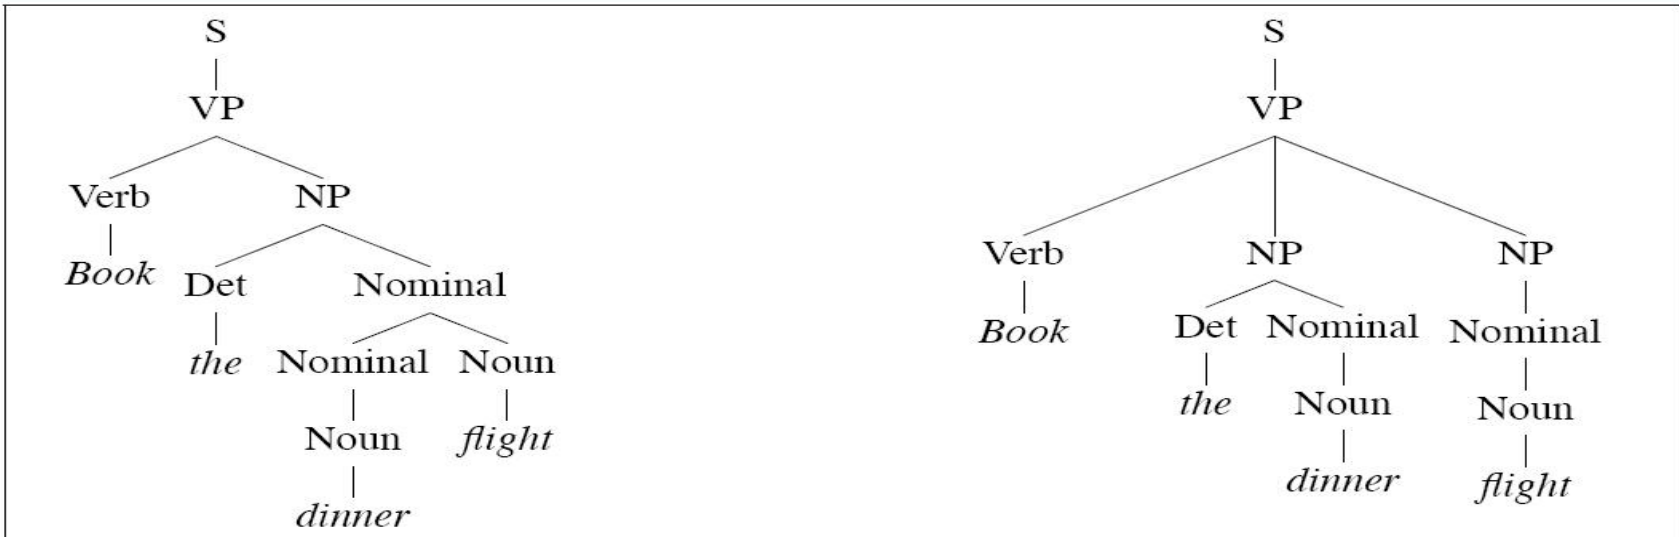 S
VP
Verb NP
Book Det Nominal
the Nominal Noun
Noun flight
dinner
S
VP
Verb NP NP
Book Det Nominal Nominal
the Noun Noun
dinner flight